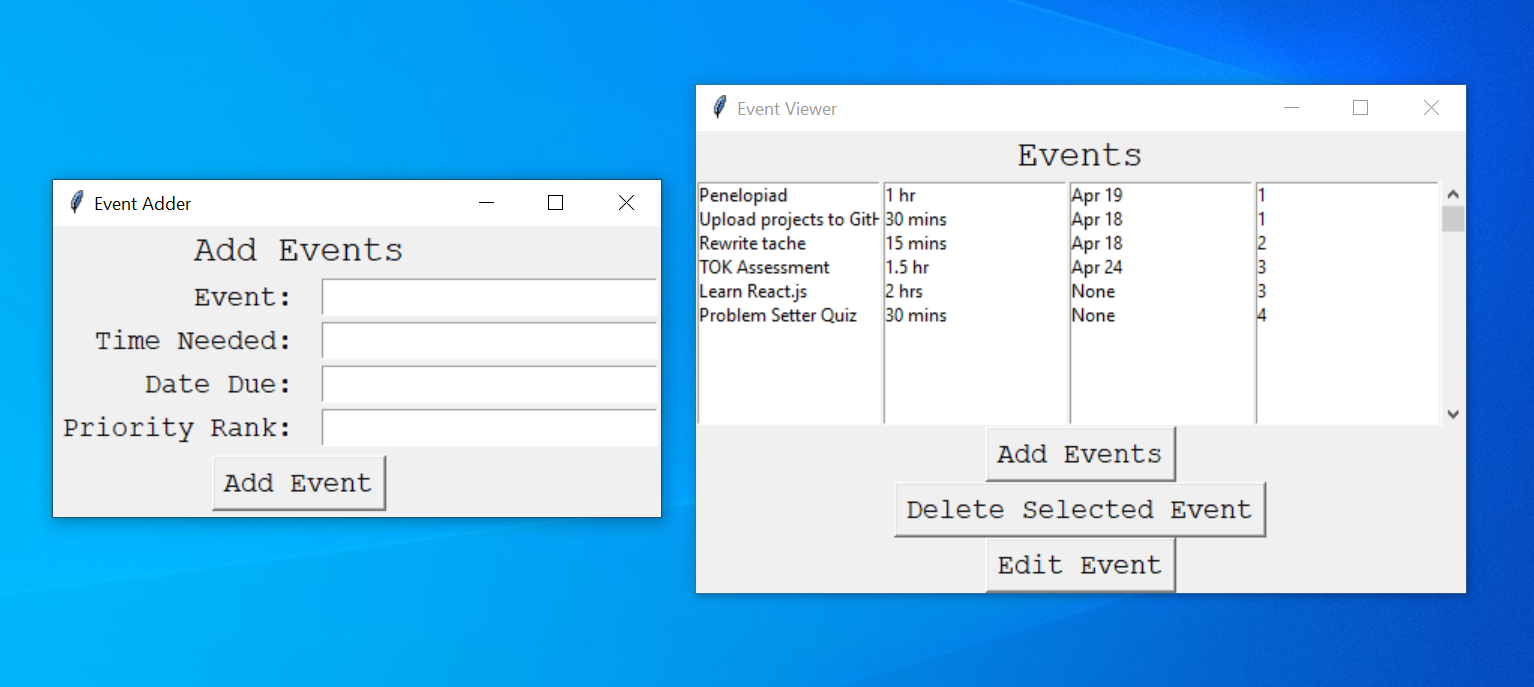 Event Adder
Add Events
Event:
Time Needed:
Date Due:
Priority Rank:
Add Event
Event Viewer
Events
Penelopiad 1 hr Apr 19 1
Upload projects to Git 30 mins Apr 18 1
Rewrite tache 15 mins Apr 18 2
TOK Assessment 1.5 hr Apr 24 3
Learn React.js 2 hrs None 3
Problem Setter Quiz 30 mins None 4
Add Events
Delete Selected Event
Edit Event